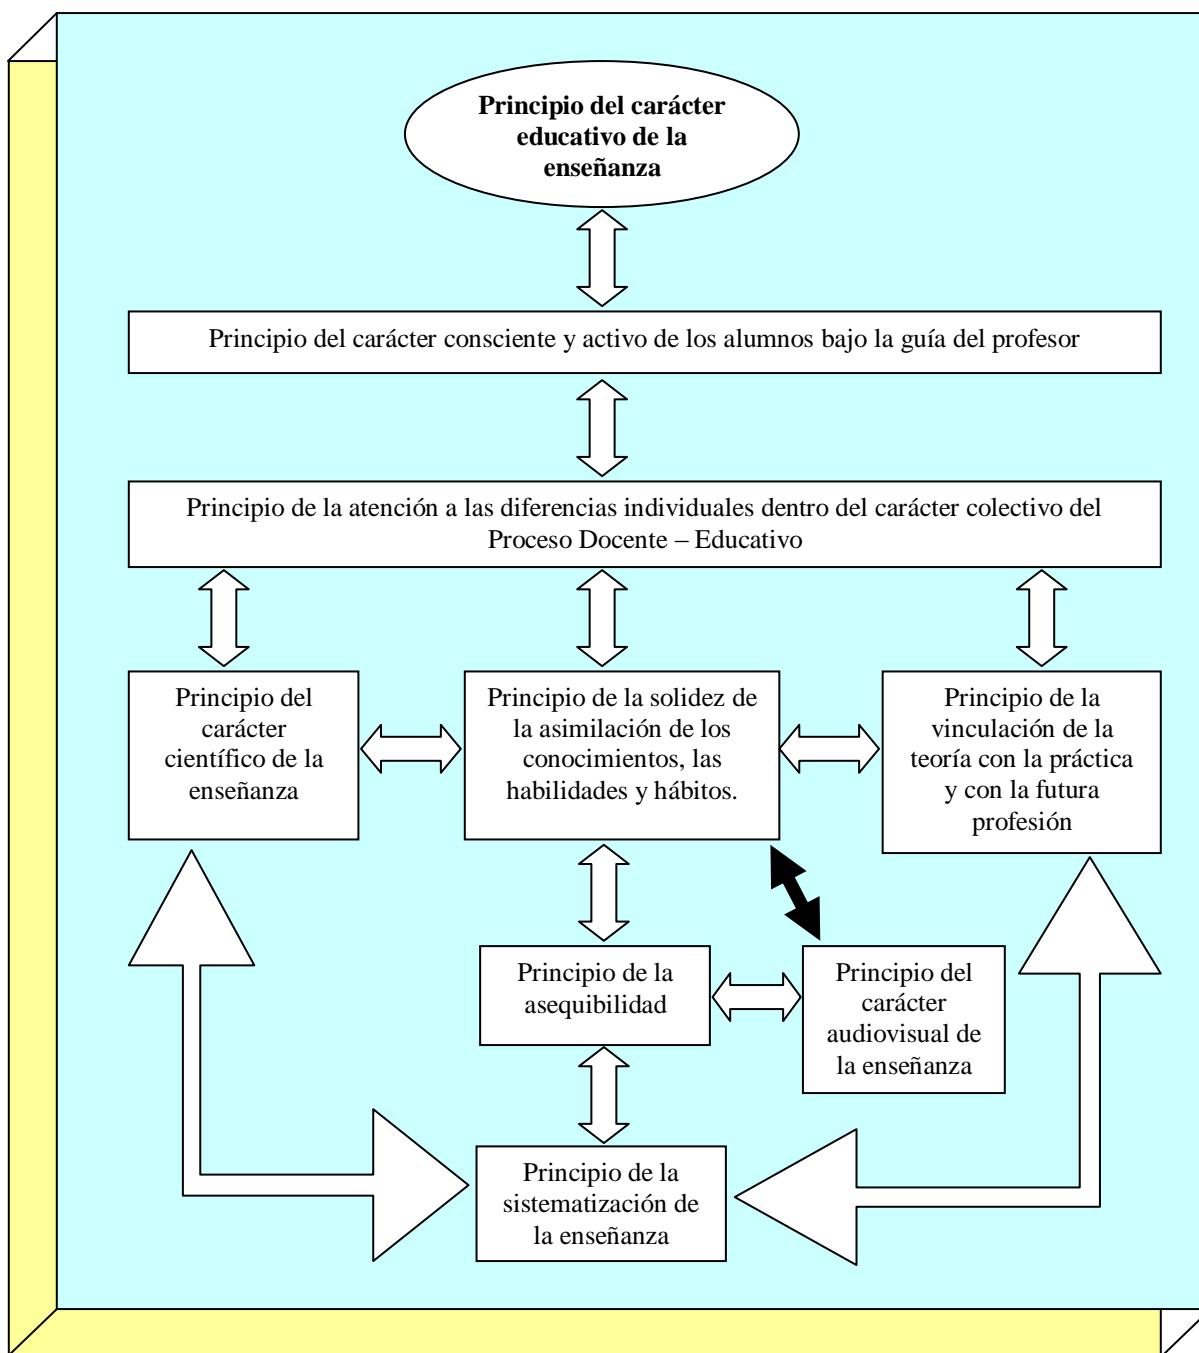 Principio del carácter
educativo de la
enseñanza
Principio del carácter consciente y activo de los alumnos bajo la guía del profesor
Principio de la atención a las diferencias individuales dentro del carácter colectivo del
Proceso Docente – Educativo
Principio del
carácter
científico de la
enseñanza
Principio de la solidez de
la asimilación de los
conocimientos, las
habilidades y hábitos.
Principio de la
vinculación de la
teoría con la práctica
y con la futura
profesión
Principio de la
asequibilidad
Principio del
carácter
audiovisual de
la enseñanza
Principio de la
sistematización de
la enseñanza